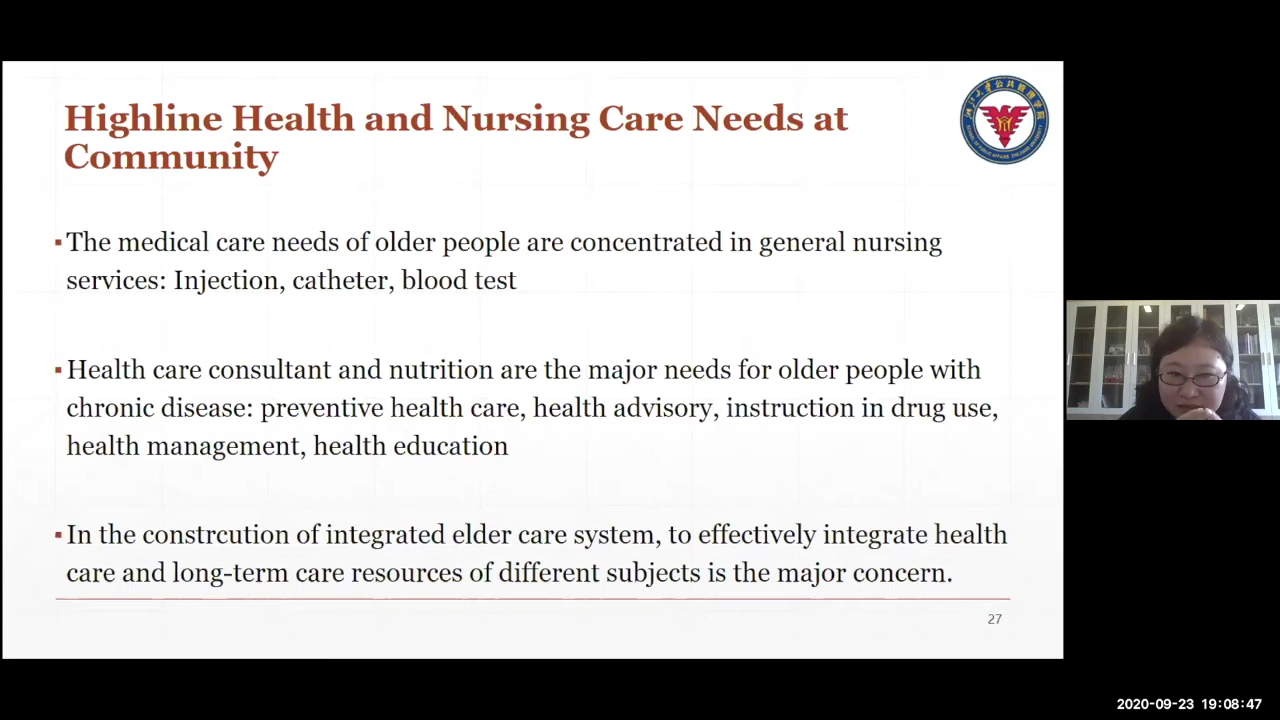 Highline Health and Nursing Care Needs at
Community
▪The medical care needs of older people are concentrated in general nursing
services: Injection, catheter, blood test
▪Health care consultant and nutrition are the major needs for older people with
chronic disease: preventive health care, health advisory, instruction in drug use,
health management, health education
▪In the constrcution of integrated elder care system, to effectively integrate health
care and long-term care resources of different subjects is the major concern.
27
2020-09-23 19:08:47